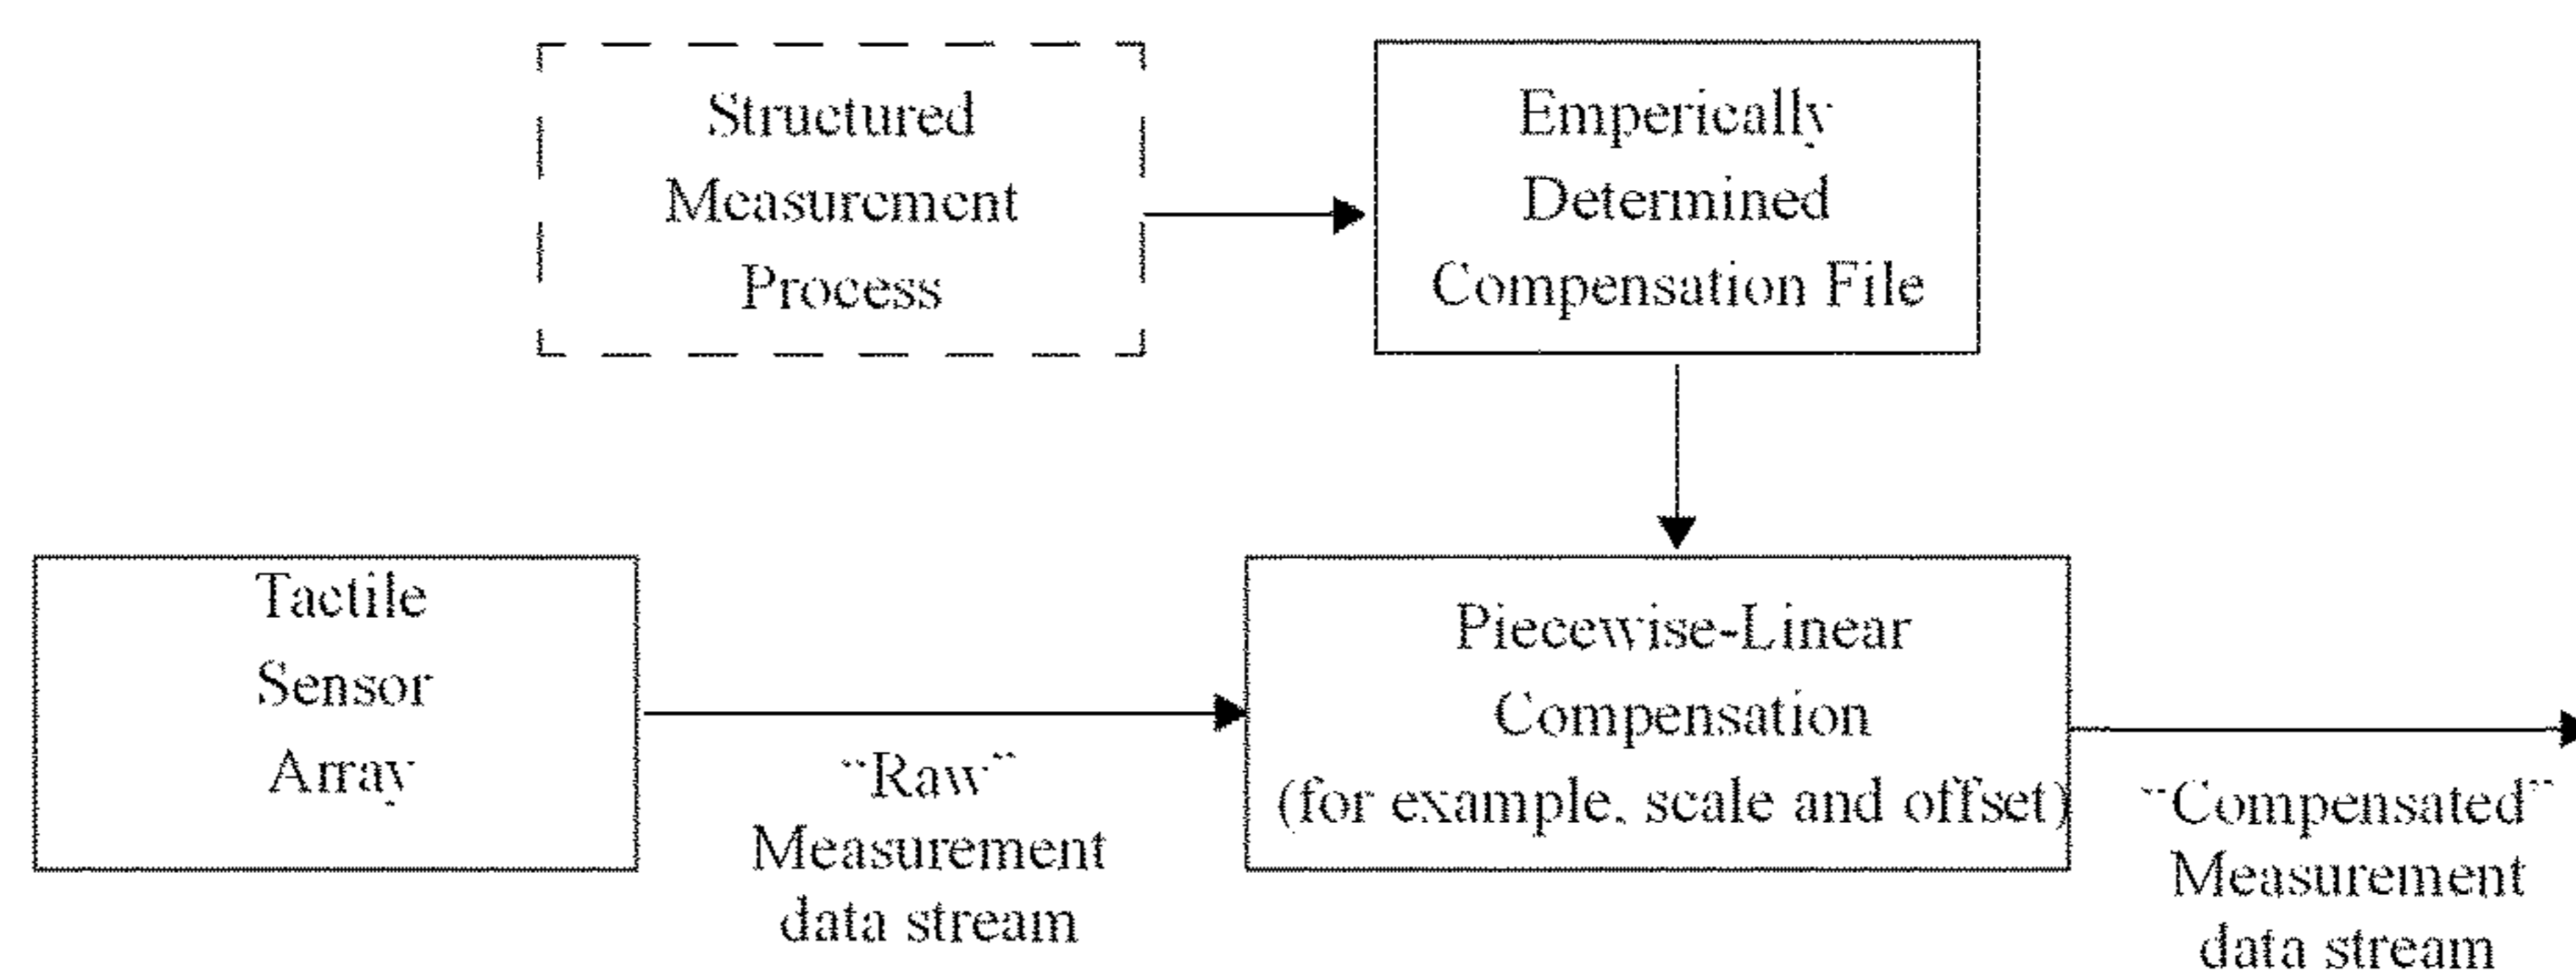 Structured
Measurement
Process
Emperically
Determined
Compensation File
Tactile
Sensor
Array
"Raw"
Measurement
data stream
Piecewise-Linear
Compensation
(for example, scale and offset)
"Compensated"
Measurement
data stream